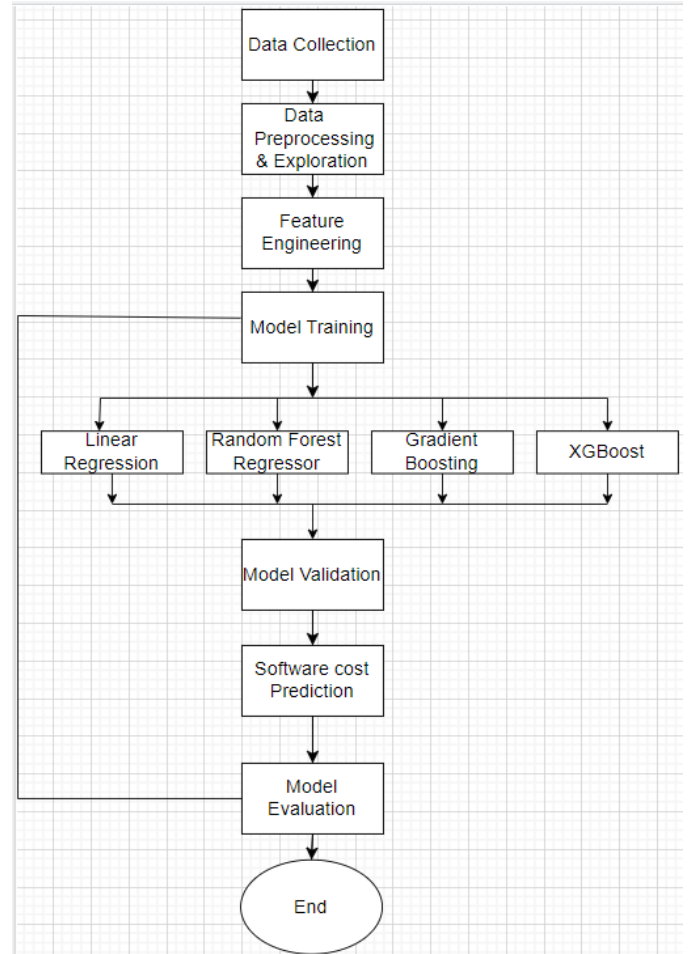 Data Collection
Data
Preprocessing
& Exploration
Feature
Engineering
Model Training
Linear
Regression
Random Forest
Regressor
Gradient
Boosting
XGBoost
Model Validation
Software cost
Prediction
Model
Evaluation
End